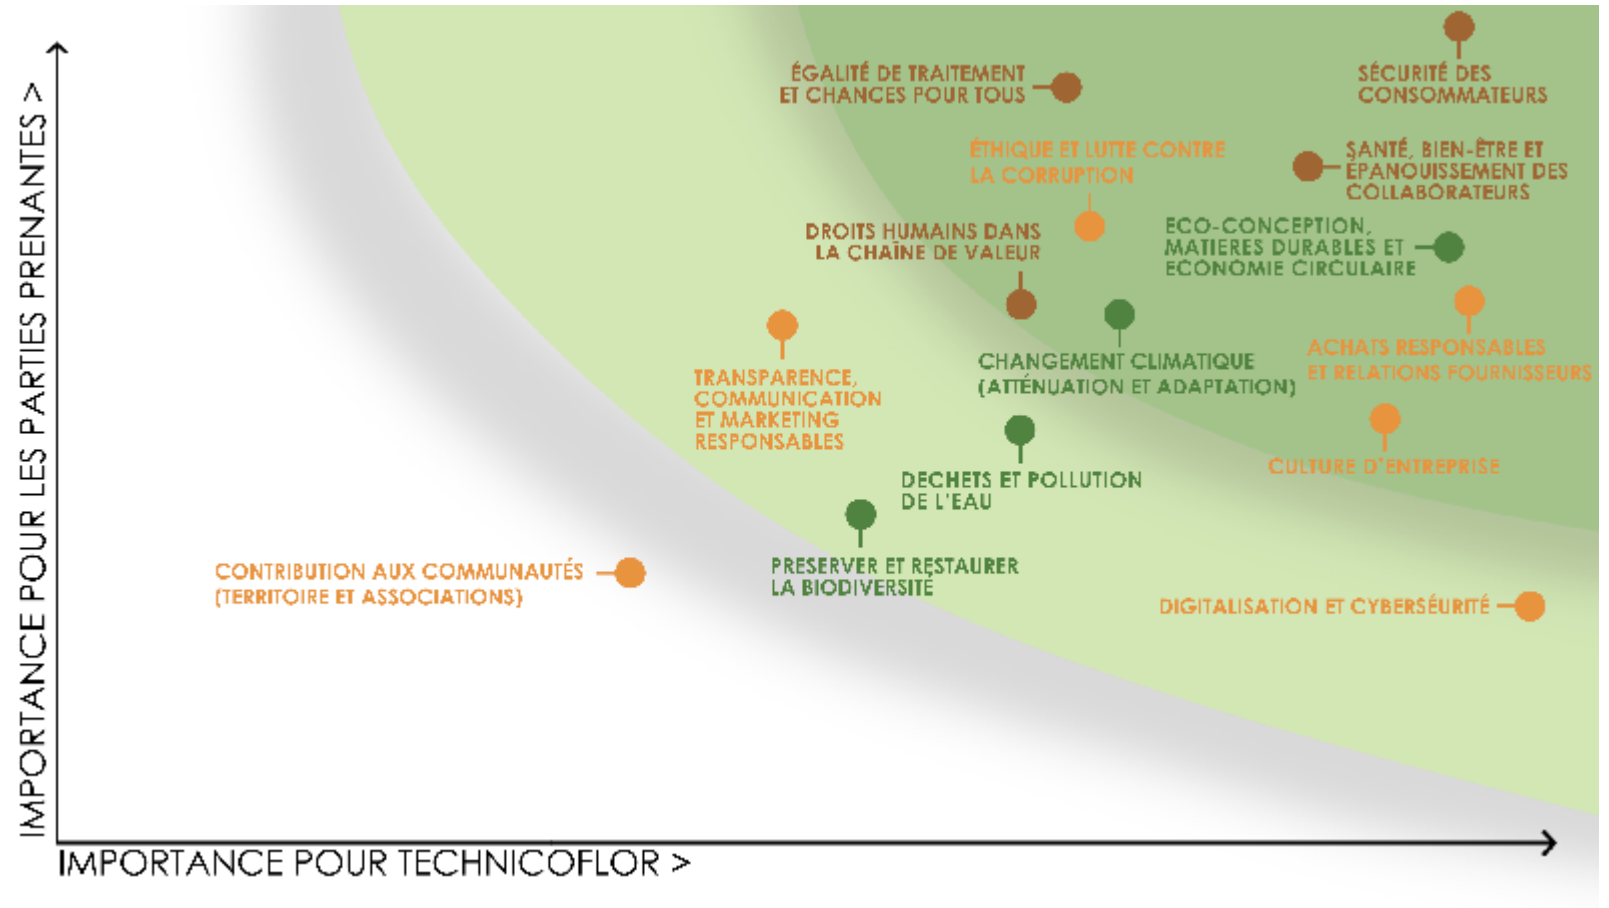 IMPORTANCE POUR LES PARTIES PRENANTES >
ÉGALITÉ DE TRAITEMENT
ET CHANCES POUR TOUS
SÉCURITÉ DES
CONSOMMATEURS
ÉTHIQUE ET LUTTE CONTRE
LA CORRUPTION
SANTÉ, BIEN-ÊTRE ET
ÉPANOUISSEMENT DES
COLLABORATEURS
DROITS HUMAINS DANS
LA CHAÎNE DE VALEUR
ECO-CONCEPTION,
MATIERES DURABLES ET
ECONOMIE CIRCULAIRE
CHANGEMENT CLIMATIQUE
(ATTÉNUATION ET ADAPTATION)
ACHATS RESPONSABLES
ET RELATIONS FOURNISSEURS
TRANSPARENCE,
COMMUNICATION
ET MARKETING
RESPONSABLES
CULTURE D'ENTREPRISE
DECHETS ET POLLUTION
DE L'EAU
PRESERVER ET RESTAURER
LA BIODIVERSITÉ
CONTRIBUTION AUX COMMUNAUTÉS
(TERRITOIRE ET ASSOCIATIONS)
DIGITALISATION ET CYBERSÉURITÉ
IMPORTANCE POUR TECHNICOFLOR >